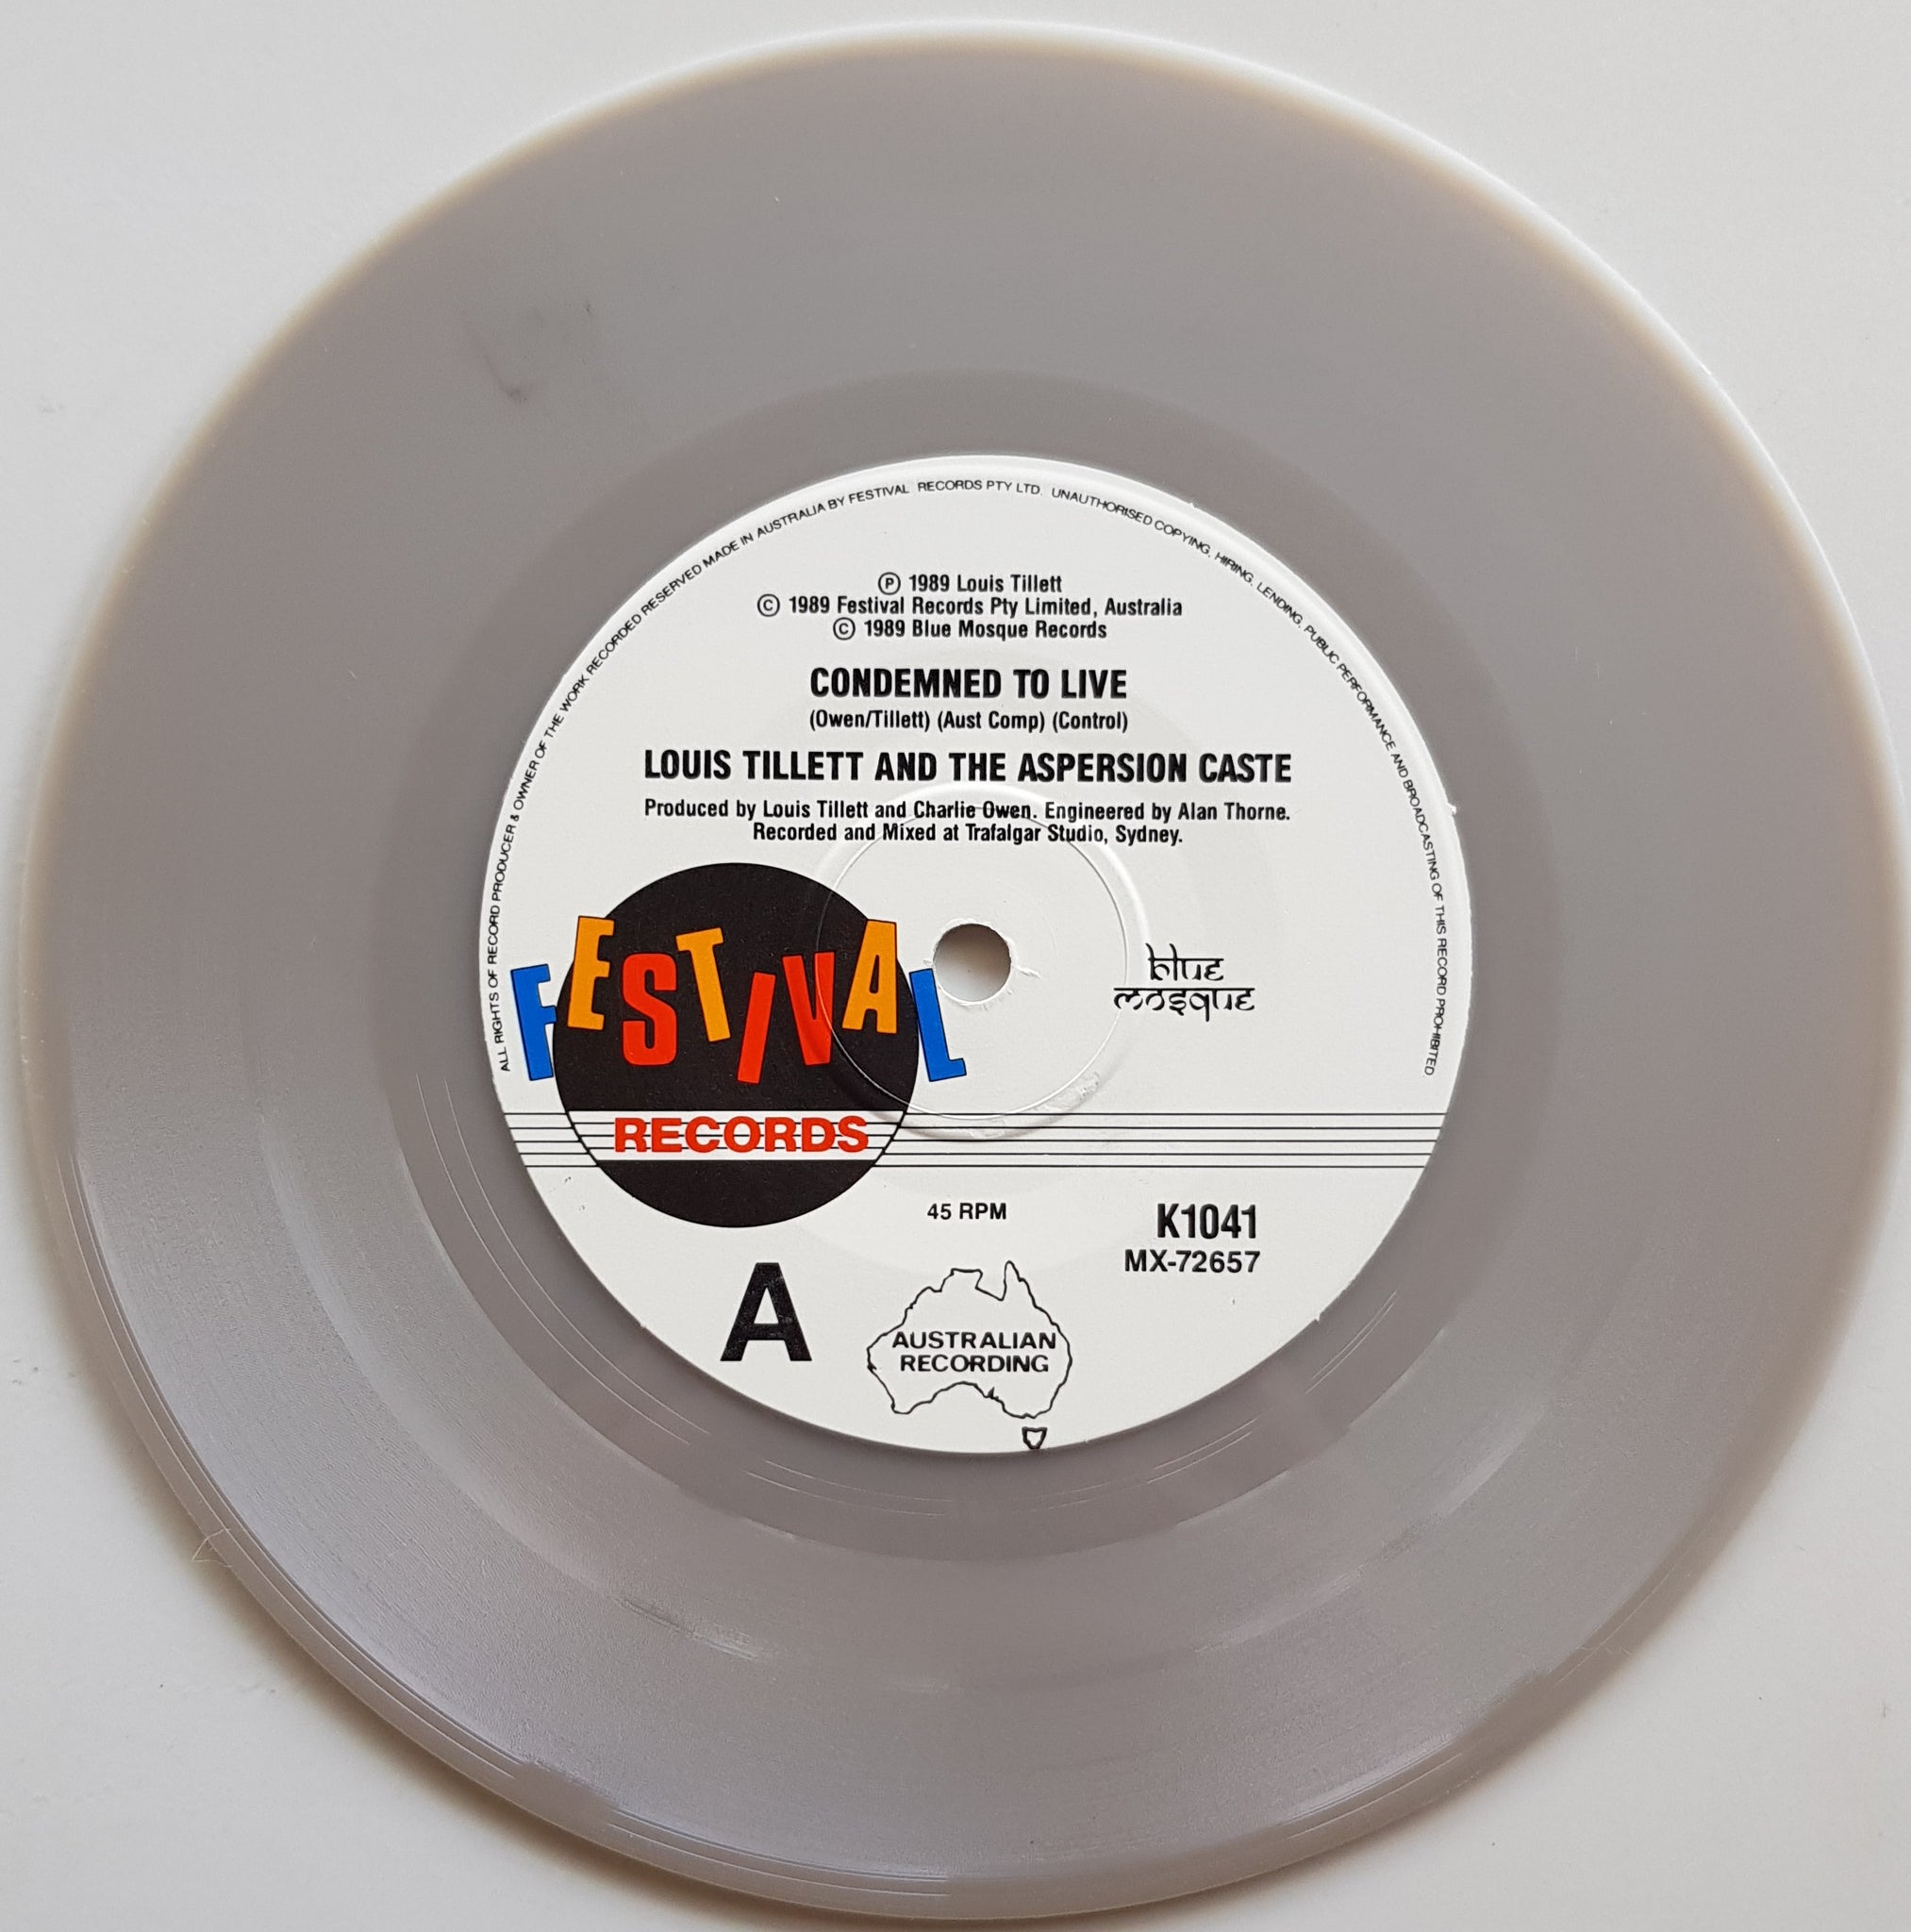 ALL RIGHTS OF RECORD PRODUCER & OWNER OF THE WORK RECORDED RESERVED MADE IN AUSTRALIA BY FESTIVAL RECORDS PTY LTD. UNAUTHORISED COPYING, HIRING, LENDING, PUBLIC PERFORMANCE AND BROADCASTING OF THIS RECORD PROHIBITED.
Ⓟ 1989 Louis Tillett
© 1989 Festival Records Pty Limited, Australia
© 1989 Blue Mosque Records
CONDEMNED TO LIVE
(Owen/Tillett) (Aust Comp) (Control)
LOUIS TILLETT AND THE ASPERSION CASTE
Produced by Louis Tillett and Charlie Owen. Engineered by Alan Thorne.
Recorded and Mixed at Trafalgar Studio, Sydney.
FESTIVAL
RECORDS
blue
mosque
45 RPM
K1041
MX-72657
A
AUSTRALIAN
RECORDING